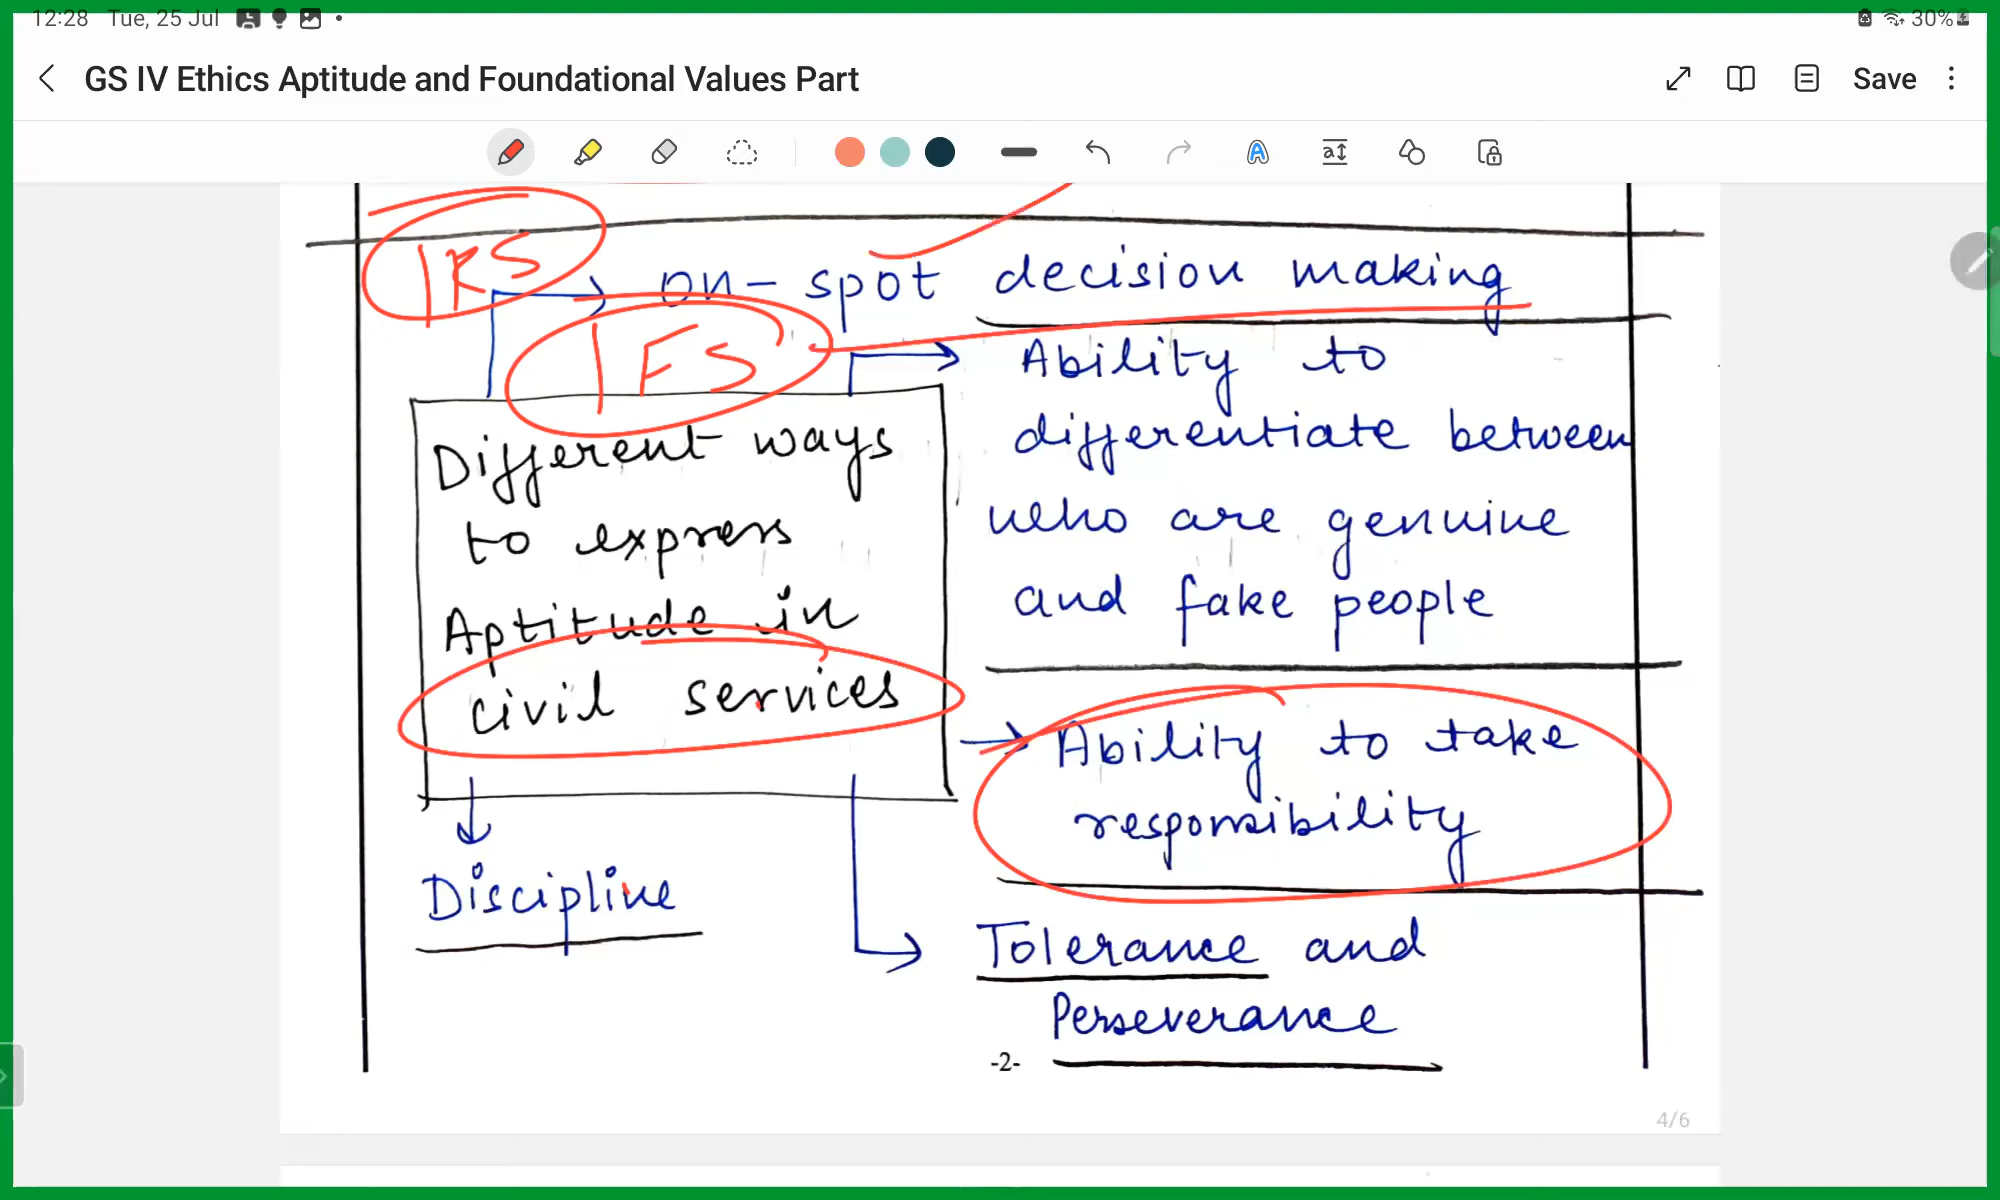 12:28 Tue, 25 Jul
30%
GS IV Ethics Aptitude and Foundational Values Part
Save
IRS
on-spot decision making
IFS
Ability to
differentiate between
who are genuine
and fake people
Different ways
to express
Aptitude in
civil services
Ability to take
responsibility
Discipline
Tolerance and
Perseverance
-2-
4/6